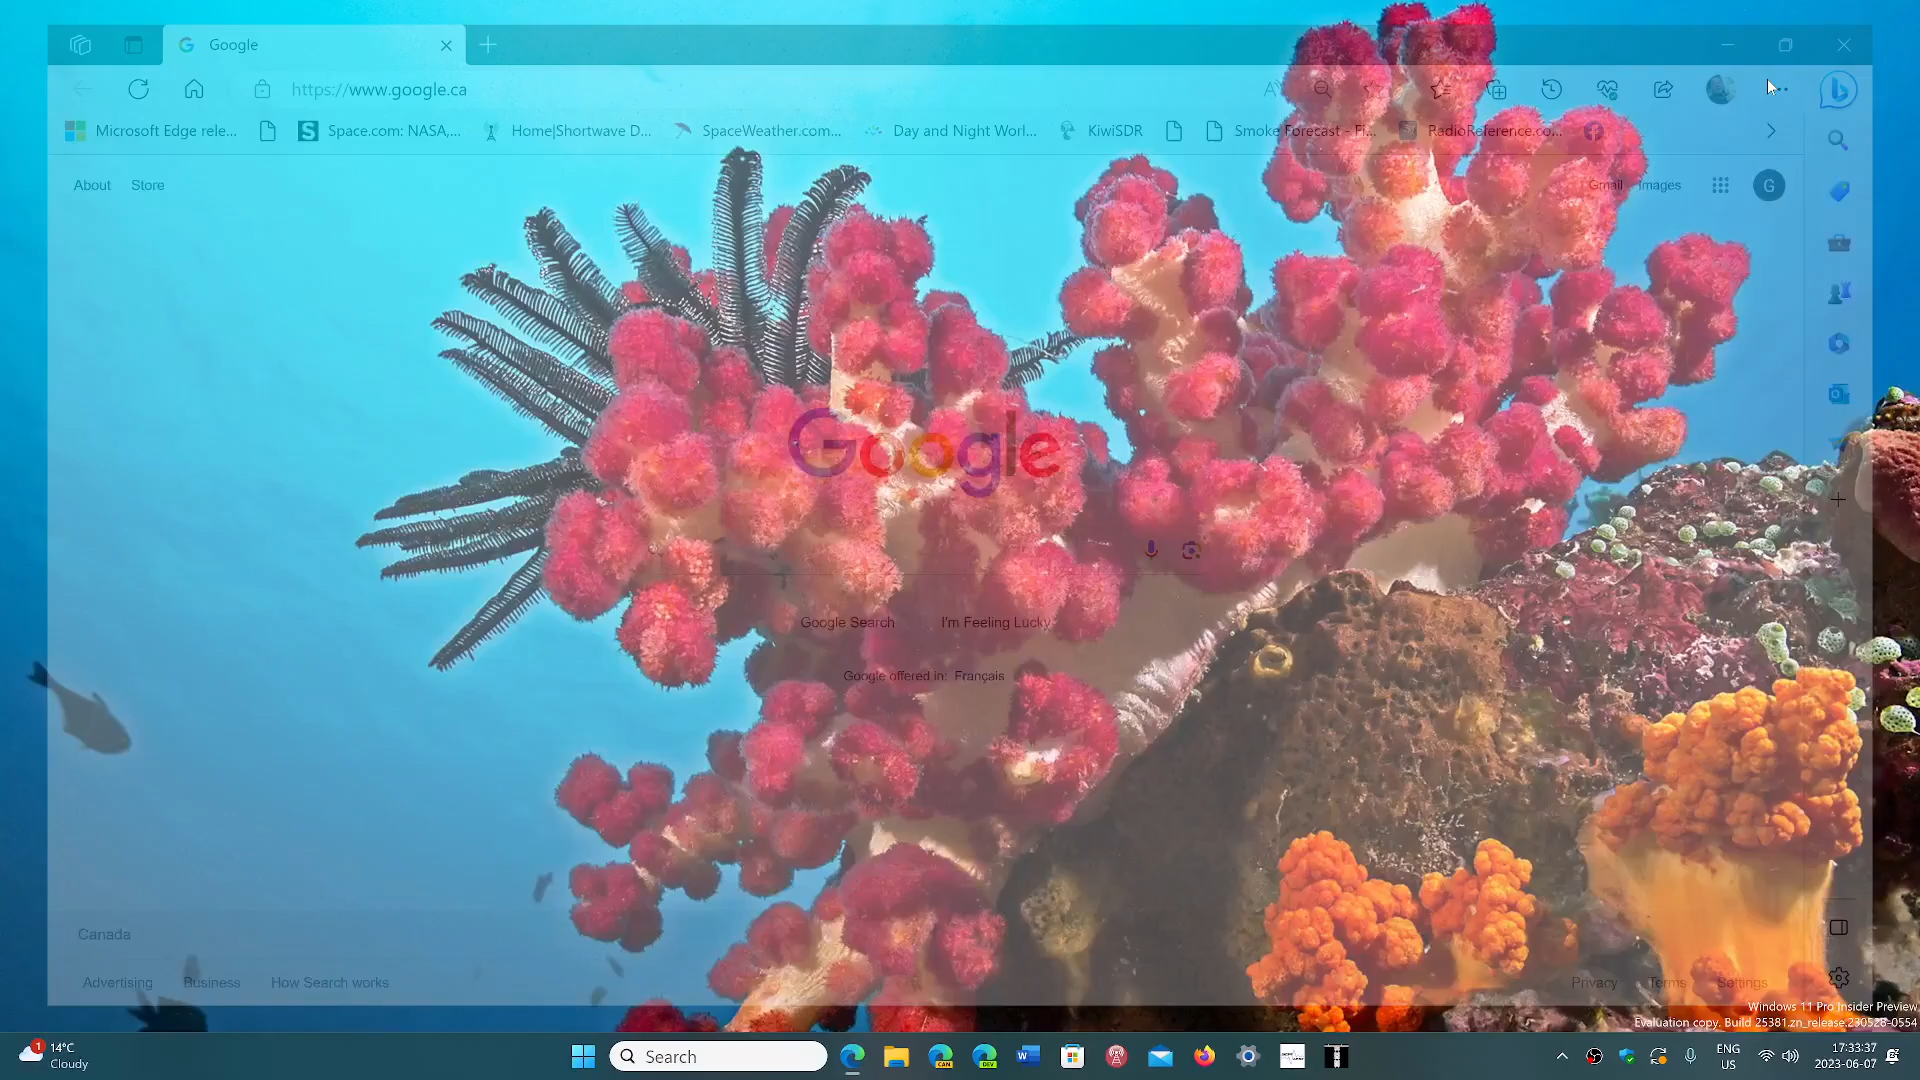 Google
https://www.google.ca
Microsoft Edge rele...
Space.com: NASA,...
Home|Shortwave D...
SpaceWeather.com...
Day and Night Worl...
KiwiSDR
Smoke Forecast - Fi...
RadioReference.co...
About
Store
Gmail
Images
G
Google
Google Search
I'm Feeling Lucky
Google offered in: Français
Canada
Advertising
Business
How Search works
Privacy
Terms
Settings
Windows 11 Pro Insider Preview
Evaluation copy. Build 25381.zn_release.230528-0554
1
14°C
Cloudy
Search
CAN
DEV
ENG
US
17:33:37
2023-06-07